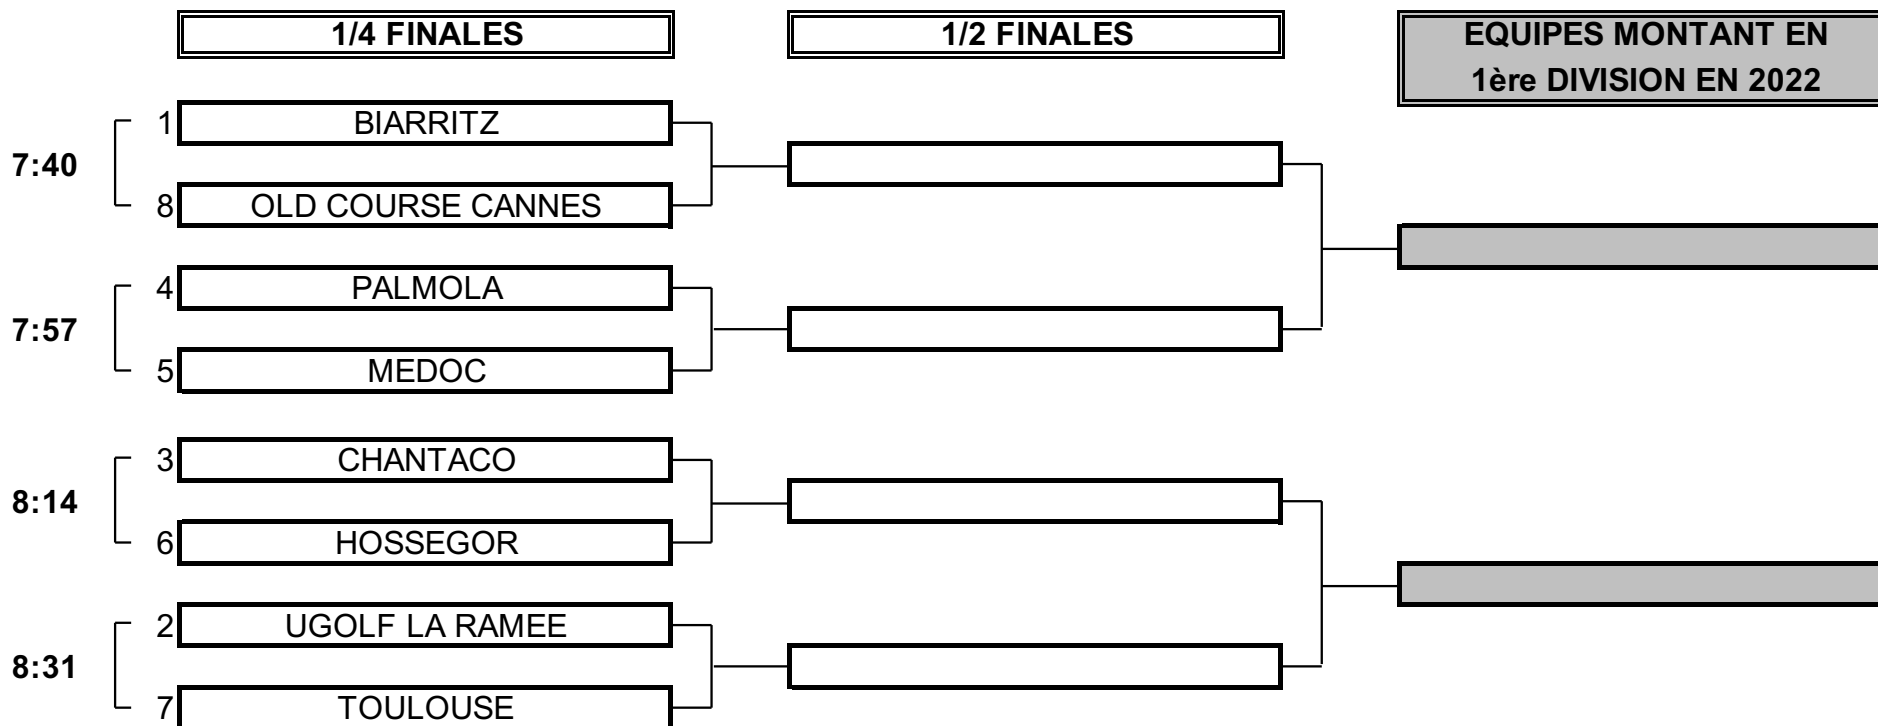 1/4 FINALES
1/2 FINALES
EQUIPES MONTANT EN
1ère DIVISION EN 2022
1 BIARRITZ
7:40
8 OLD COURSE CANNES
4 PALMOLA
7:57
5 MEDOC
3 CHANTACO
8:14
6 HOSSEGOR
2 UGOLF LA RAMEE
8:31
7 TOULOUSE